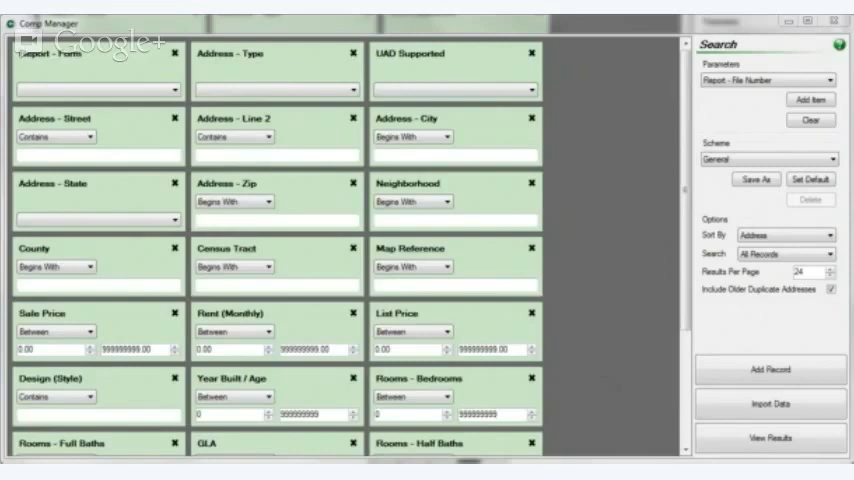 Comp Manager
Google+
Report - Form
Address - Type
UAD Supported
Address - Street
Contains
Address - Line 2
Contains
Address - City
Begins With
Address - State
Address - Zip
Begins With
Neighborhood
Begins With
County
Begins With
Census Tract
Begins With
Map Reference
Begins With
Sale Price
Between
0.00 999999999.00
Rent (Monthly)
Between
0.00 999999999.00
List Price
Between
0.00 999999999.00
Design (Style)
Contains
Year Built / Age
Between
0 999999999
Rooms - Bedrooms
Between
0 999999999
Rooms - Full Baths
GLA
Rooms - Half Baths
Search
Parameters
Report - File Number
Add Item
Clear
Scheme
General
Save As Set Default
Delete
Options
Sort By Address
Search All Records
Results Per Page 24
Include Older Duplicate Addresses
Add Record
Import Data
View Results